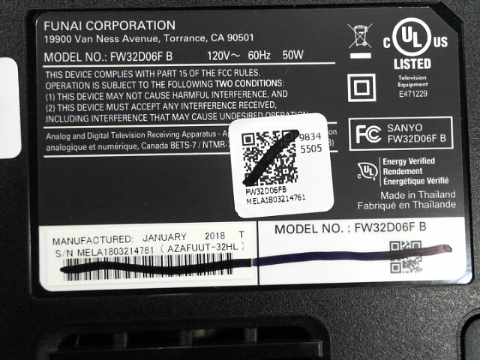 FUNAI CORPORATION
19900 Van Ness Avenue, Torrance, CA 90501
MODEL NO.: FW32D06F B 120V~ 60Hz 50W
THIS DEVICE COMPLIES WITH PART 15 OF THE FCC RULES.
OPERATION IS SUBJECT TO THE FOLLOWING TWO CONDITIONS:
(1) THIS DEVICE MAY NOT CAUSE HARMFUL INTERFERENCE, AND
(2) THIS DEVICE MUST ACCEPT ANY INTERFERENCE RECEIVED,
INCLUDING INTERFERENCE THAT MAY CAUSE UNDESIRED OPERATION.
Analog and Digital Television Receiving Apparatus
analogique et numérique, Canada BETS-7 / NTMR-
C UL US
LISTED
Television
Equipment
E471229
FC SANYO
FW32D06F B
UL Energy Verified
Rendement
Énergétique Vérifié
Made in Thailand
Fabriqué en Thaïlande
9834
5505
FW32D06FB
MELA1803214761
MANUFACTURED: JANUARY 2018 T
S/N MELA1803214761 ( AZAFUUT-32HL )
MODEL NO. : FW32D06F B